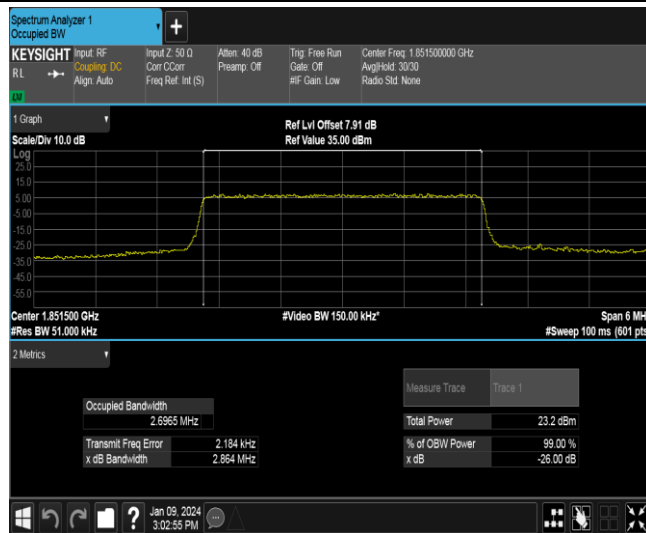 Spectrum Analyzer 1
Occupied BW
+
KEYSIGHT
RL
Input: RF
Coupling: DC
Align: Auto
Input Z: 50 Ω
Corr CCorr
Freq Ref: Int (S)
Atten: 40 dB
Preamp: Off
Trig: Free Run
Gate: Off
#IF Gain: Low
Center Freq: 1.851500000 GHz
Avg|Hold: 30/30
Radio Std: None
1 Graph
Scale/Div 10.0 dB
Ref Lvl Offset 7.91 dB
Ref Value 35.00 dBm
Log
25.0
15.0
5.00
-5.00
-15.0
-25.0
-35.0
-45.0
-55.0
Center 1.851500 GHz
#Video BW 150.00 kHz*
Span 6 MH
#Res BW 51.000 kHz
#Sweep 100 ms (601 pts
2 Metrics
Measure Trace Trace 1
Occupied Bandwidth
2.6965 MHz
Total Power 23.2 dBm
Transmit Freq Error 2.184 kHz
% of OBW Power 99.00 %
x dB Bandwidth 2.864 MHz
x dB -26.00 dB
?
Jan 09, 2024
3:02:55 PM